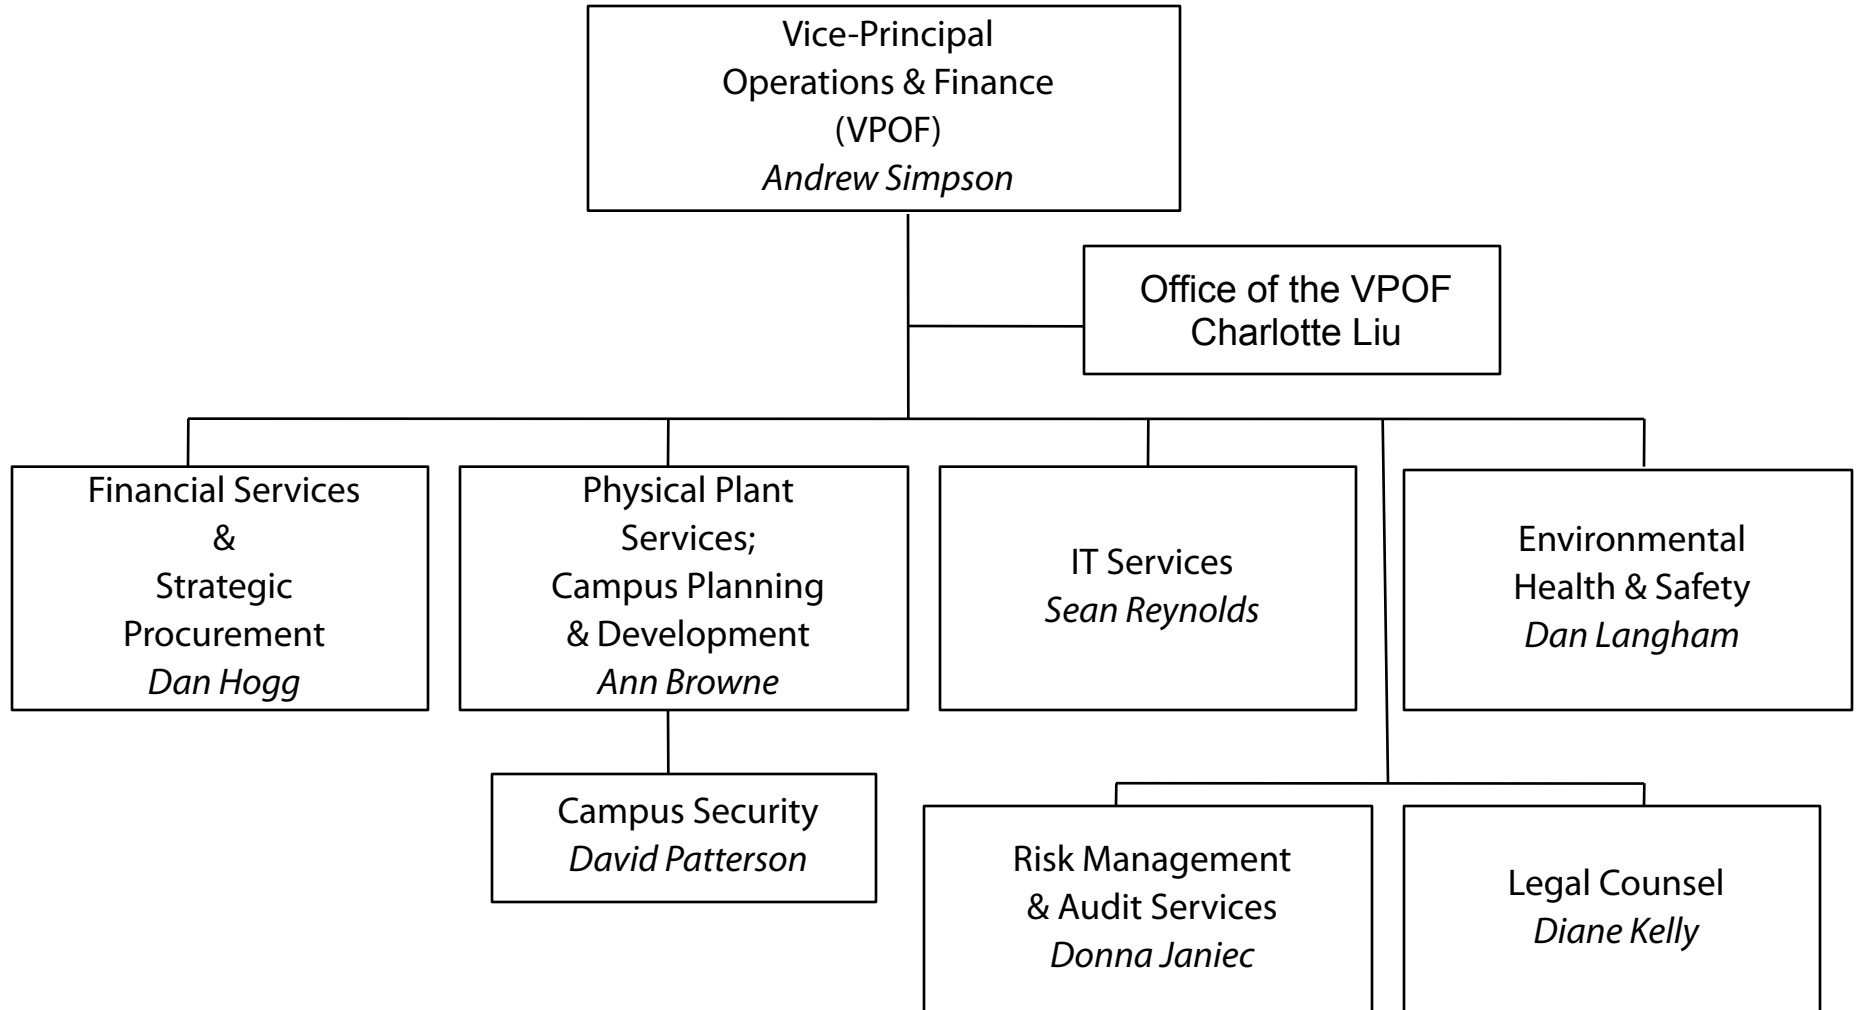 Vice-Principal
Operations & Finance
(VPOF)
Andrew Simpson
Office of the VPOF
Charlotte Liu
Financial Services
&
Strategic
Procurement
Dan Hogg
Physical Plant
Services;
Campus Planning
& Development
Ann Browne
IT Services
Sean Reynolds
Environmental
Health & Safety
Dan Langham
Campus Security
David Patterson
Risk Management
& Audit Services
Donna Janiec
Legal Counsel
Diane Kelly